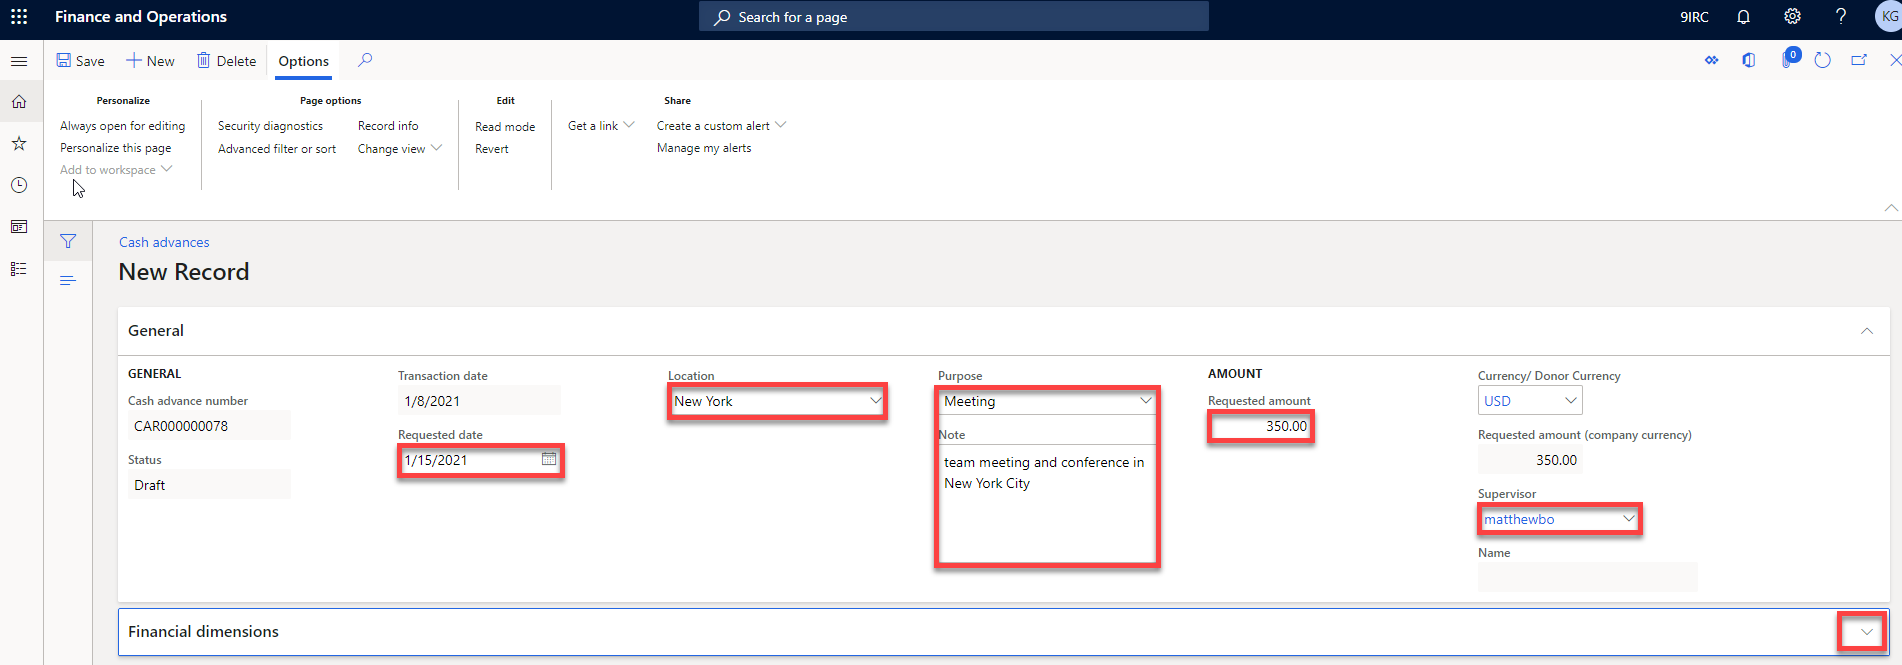 Finance and Operations
Search for a page
9IRC
?
KG
Save
New
Delete
Options
0
Personalize
Always open for editing
Personalize this page
Add to workspace
Page options
Security diagnostics
Record info
Advanced filter or sort
Change view
Edit
Read mode
Revert
Get a link
Share
Create a custom alert
Manage my alerts
Cash advances
New Record
General
GENERAL
Cash advance number
CAR000000078
Status
Draft
Transaction date
1/8/2021
Requested date
1/15/2021
Location
New York
Purpose
Meeting
Note
team meeting and conference in
New York City
AMOUNT
Requested amount
350.00
Currency/ Donor Currency
USD
Requested amount (company currency)
350.00
Supervisor
matthewbo
Name
Financial dimensions